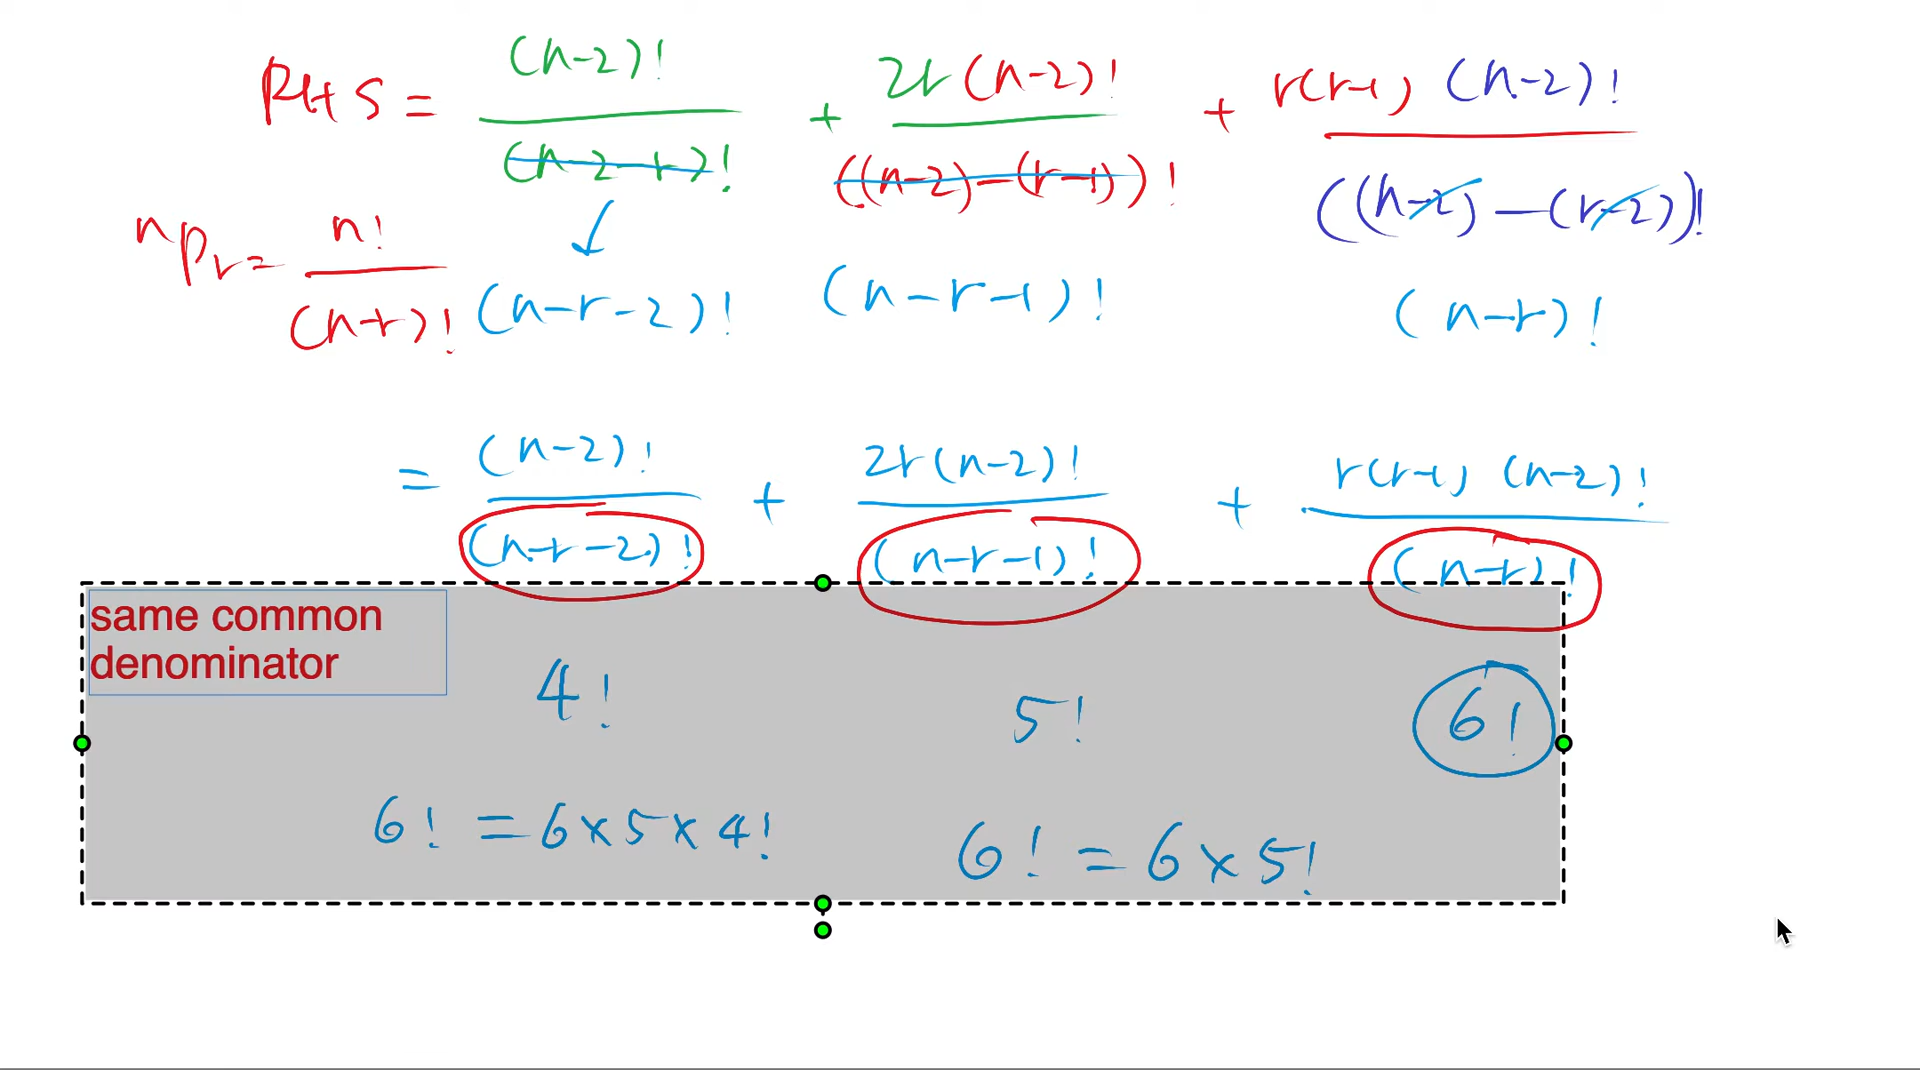 RHS = (n-2)! / (n-2-r)! + 2r(n-2)! / ((n-2)-(r-1))! + r(r-1) (n-2)! / ((n-2)-(r-2))!
nPr = n! / (n-r)!
(n-r-2)! (n-r-1)! (n-r)!
= (n-2)! / (n-r-2)! + 2r(n-2)! / (n-r-1)! + r(r-1) (n-2)! / (n-r)!
same common
denominator
4! 5! 6!
6! = 6×5×4! 6! = 6×5!